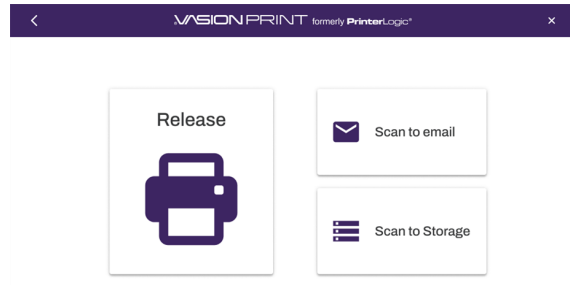 VASION PRINT formerly PrinterLogic®
Release
Scan to email
Scan to Storage